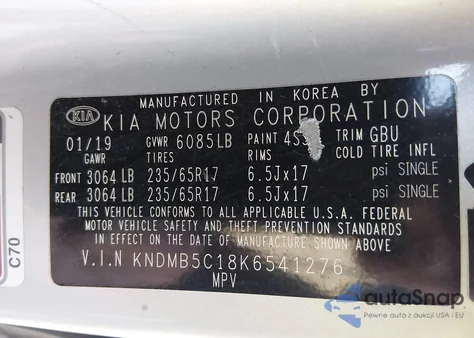 MANUFACTURED IN KOREA BY
KIA KIA MOTORS CORPORATION
01/19 GVWR 6085LB PAINT TRIM GBU
GAWR TIRES RIMS COLD TIRE INFL
FRONT 3064 LB 235/65R17 6.5Jx17 psi SINGLE
REAR 3064 LB 235/65R17 6.5Jx17 psi SINGLE
THIS VEHICLE CONFORMS TO ALL APPLICABLE U.S.A. FEDERAL
MOTOR VEHICLE SAFETY AND THEFT PREVENTION STANDARDS
IN EFFECT ON THE DATE OF MANUFACTURE SHOWN ABOVE.
V.I.N KNDMB5C18K6541276
MPV
C70
autoSnap
Pewne auta z aukcji USA i EU